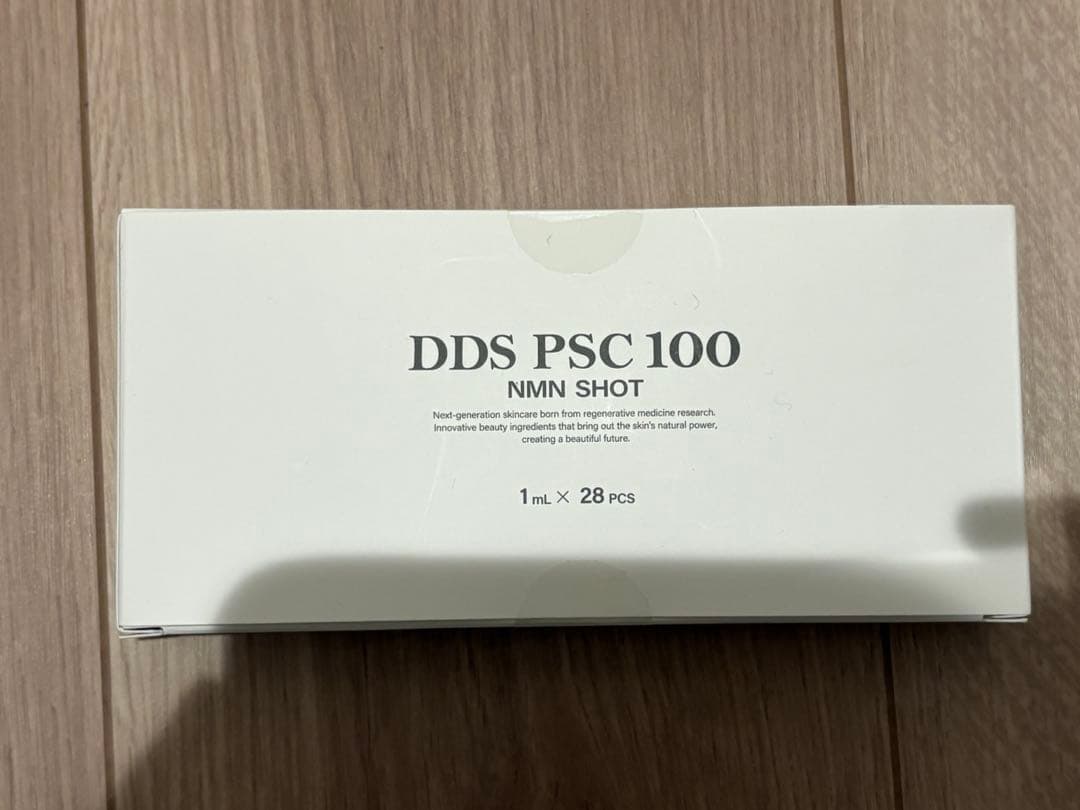 DDS PSC 100
NMN SHOT
Next-generation skincare born from regenerative medicine research.
Innovative beauty ingredients that bring out the skin's natural power,
creating a beautiful future.
1 mL × 28 PCS